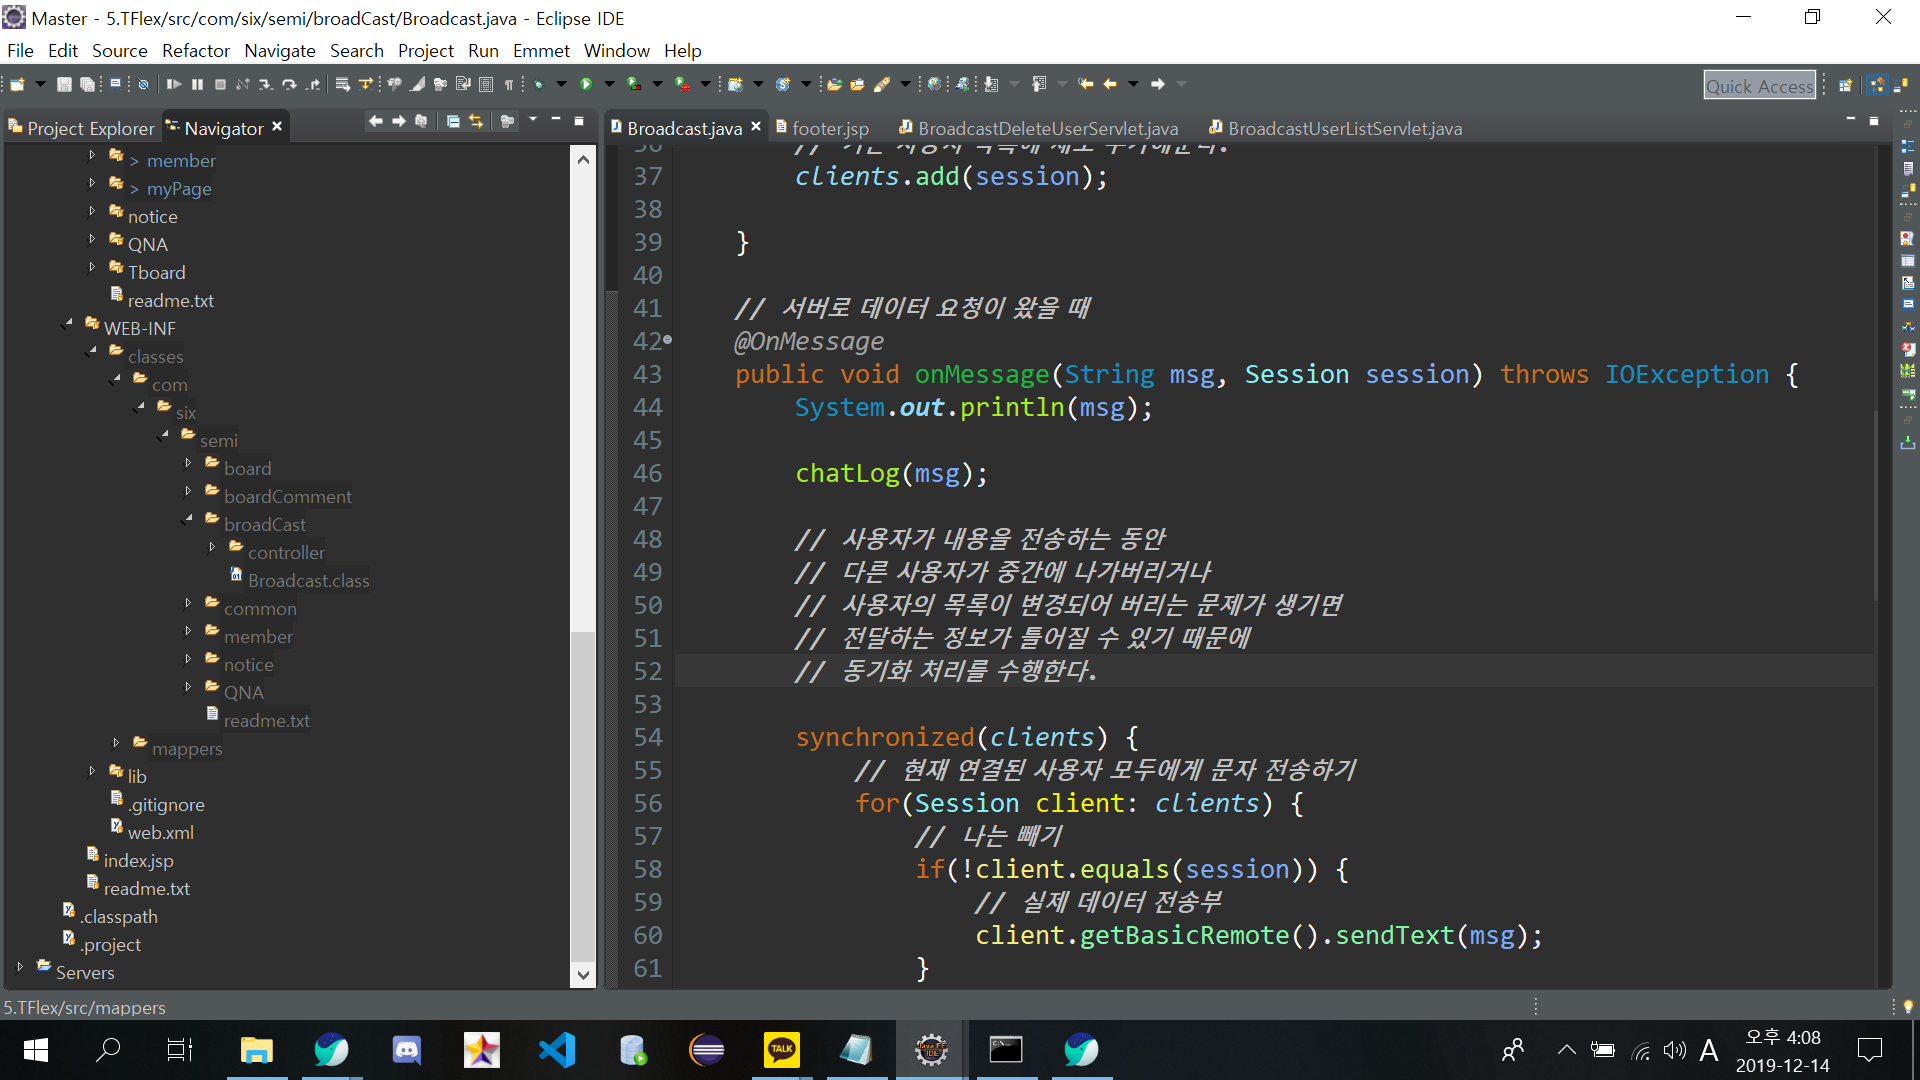 Master - 5.TFlex/src/com/six/semi/broadCast/Broadcast.java - Eclipse IDE
File Edit Source Refactor Navigate Search Project Run Emmet Window Help
Quick Access
Project Explorer Navigator
> member
> myPage
notice
QNA
Tboard
readme.txt
WEB-INF
classes
com
six
semi
board
boardComment
broadCast
controller
Broadcast.class
common
member
notice
QNA
readme.txt
mappers
lib
.gitignore
web.xml
index.jsp
readme.txt
.classpath
.project
Servers
Broadcast.java footer.jsp BroadcastDeleteUserServlet.java BroadcastUserListServlet.java
37 clients.add(session);
38
39 }
40
41 // 서버로 데이터 요청이 왔을 때
42 @OnMessage
43 public void onMessage(String msg, Session session) throws IOException {
44 System.out.println(msg);
45
46 chatLog(msg);
47
48 // 사용자가 내용을 전송하는 동안
49 // 다른 사용자가 중간에 나가버리거나
50 // 사용자의 목록이 변경되어 버리는 문제가 생기면
51 // 전달하는 정보가 틀어질 수 있기 때문에
52 // 동기화 처리를 수행한다.
53
54 synchronized(clients) {
55 // 현재 연결된 사용자 모두에게 문자 전송하기
56 for(Session client: clients) {
57 // 나는 빼기
58 if(!client.equals(session)) {
59 // 실제 데이터 전송부
60 client.getBasicRemote().sendText(msg);
61 }
5.TFlex/src/mappers
TALK
Java EE
IDE
A
오후 4:08
2019-12-14